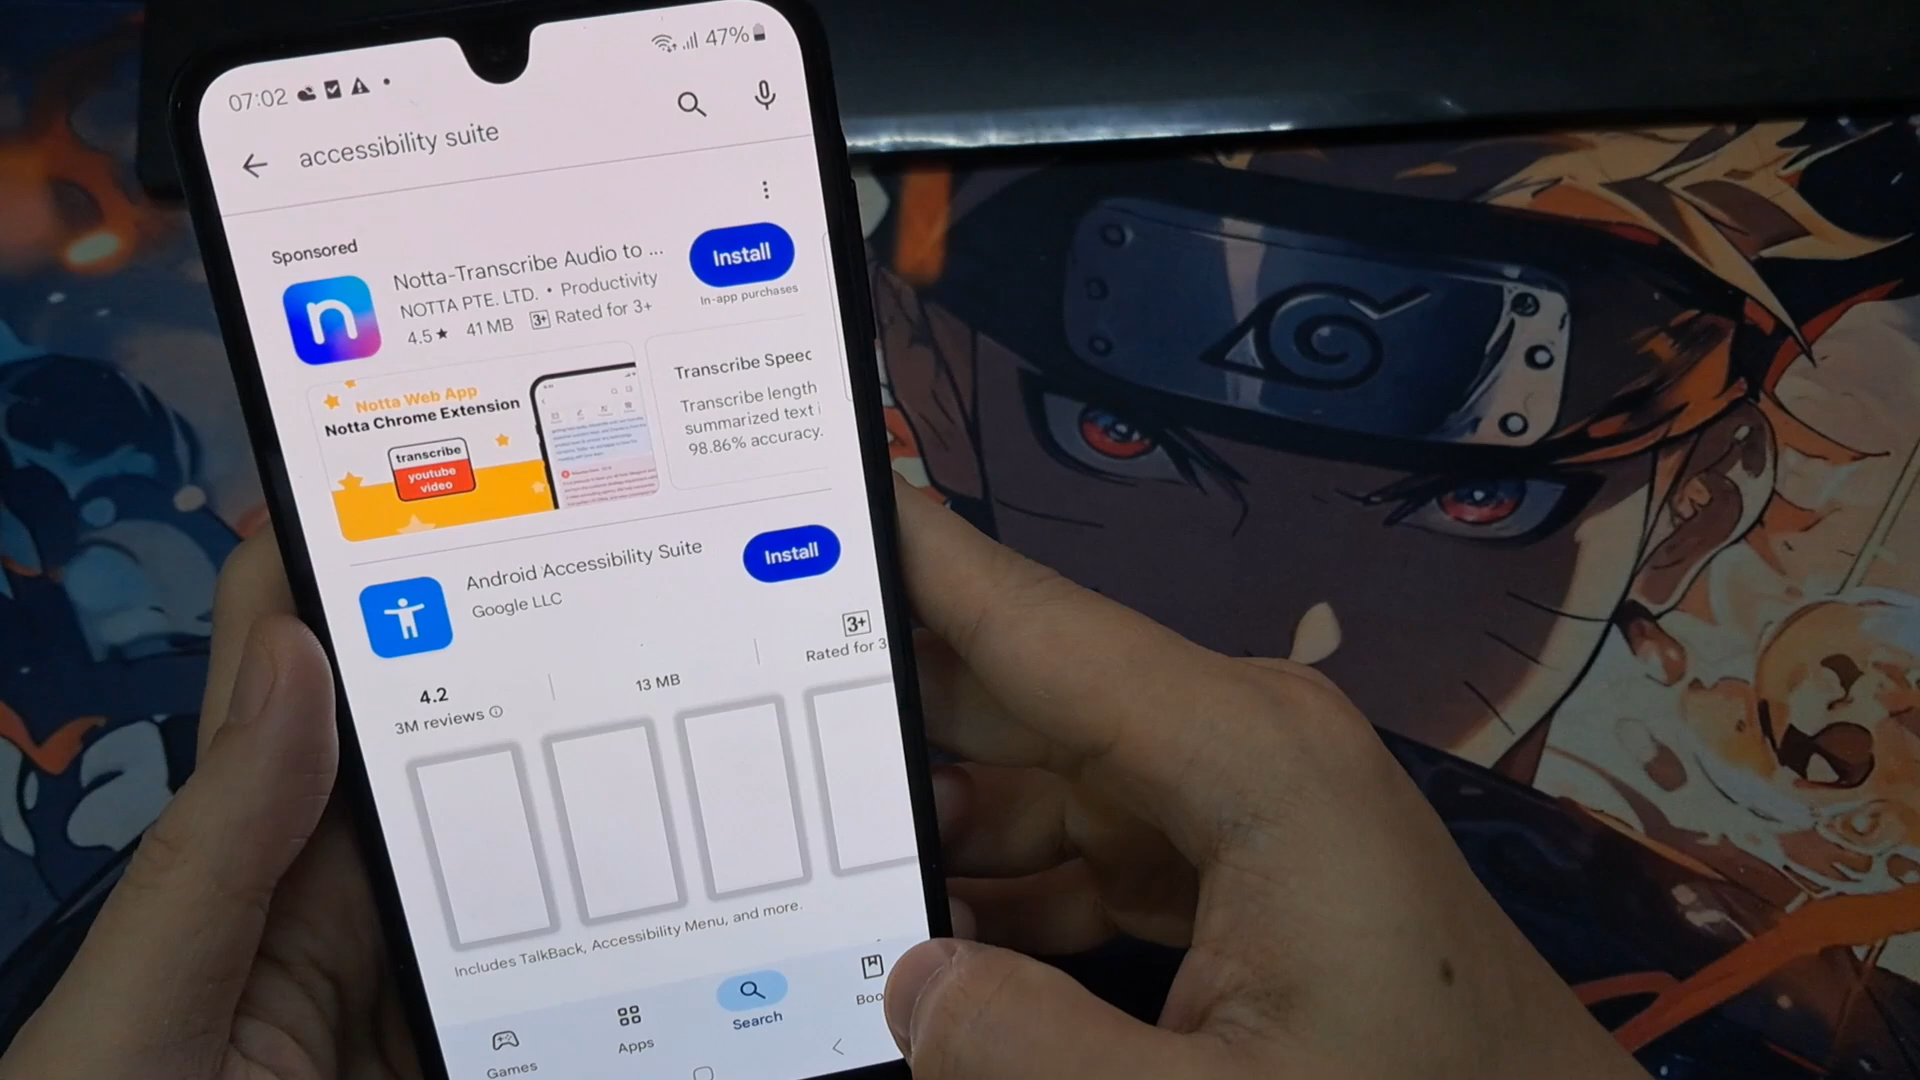 07:02
47%
accessibility suite
Sponsored
Notta-Transcribe Audio to ...
NOTTA PTE. LTD. • Productivity
4.5★ 41 MB 3+ Rated for 3+
Install
In-app purchases
Notta Web App
Notta Chrome Extension
transcribe
youtube
video
Transcribe Speec
Transcribe length
summarized text i
98.86% accuracy.
Android Accessibility Suite
Google LLC
Install
4.2
3M reviews
13 MB
3+
Rated for 3
Includes TalkBack, Accessibility Menu, and more.
Games
Apps
Search
Boo